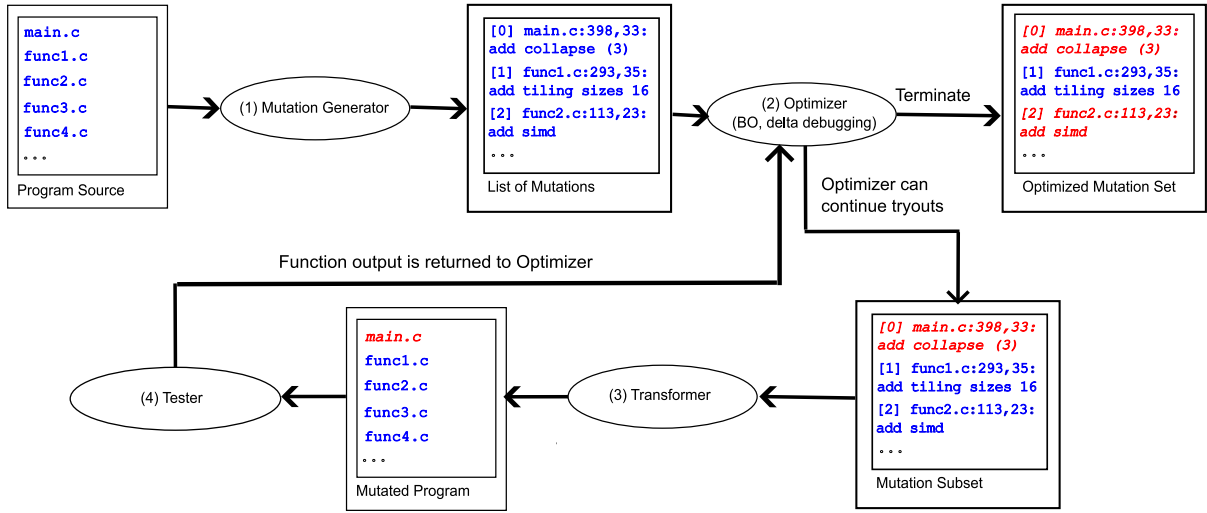 main.c
func1.c
func2.c
func3.c
func4.c
Program Source
(1) Mutation Generator
[0] main.c:398,33:
add collapse (3)
[1] func1.c:293,35:
add tiling sizes 16
[2] func2.c:113,23:
add simd
List of Mutations
(2) Optimizer
(BO, delta debugging)
Terminate
[0] main.c:398,33:
add collapse (3)
[1] func1.c:293,35:
add tiling sizes 16
[2] func2.c:113,23:
add simd
Optimized Mutation Set
Optimizer can
continue tryouts
Function output is returned to Optimizer
[0] main.c:398,33:
add collapse (3)
[1] func1.c:293,35:
add tiling sizes 16
[2] func2.c:113,23:
add simd
Mutation Subset
(3) Transformer
main.c
func1.c
func2.c
func3.c
func4.c
Mutated Program
(4) Tester